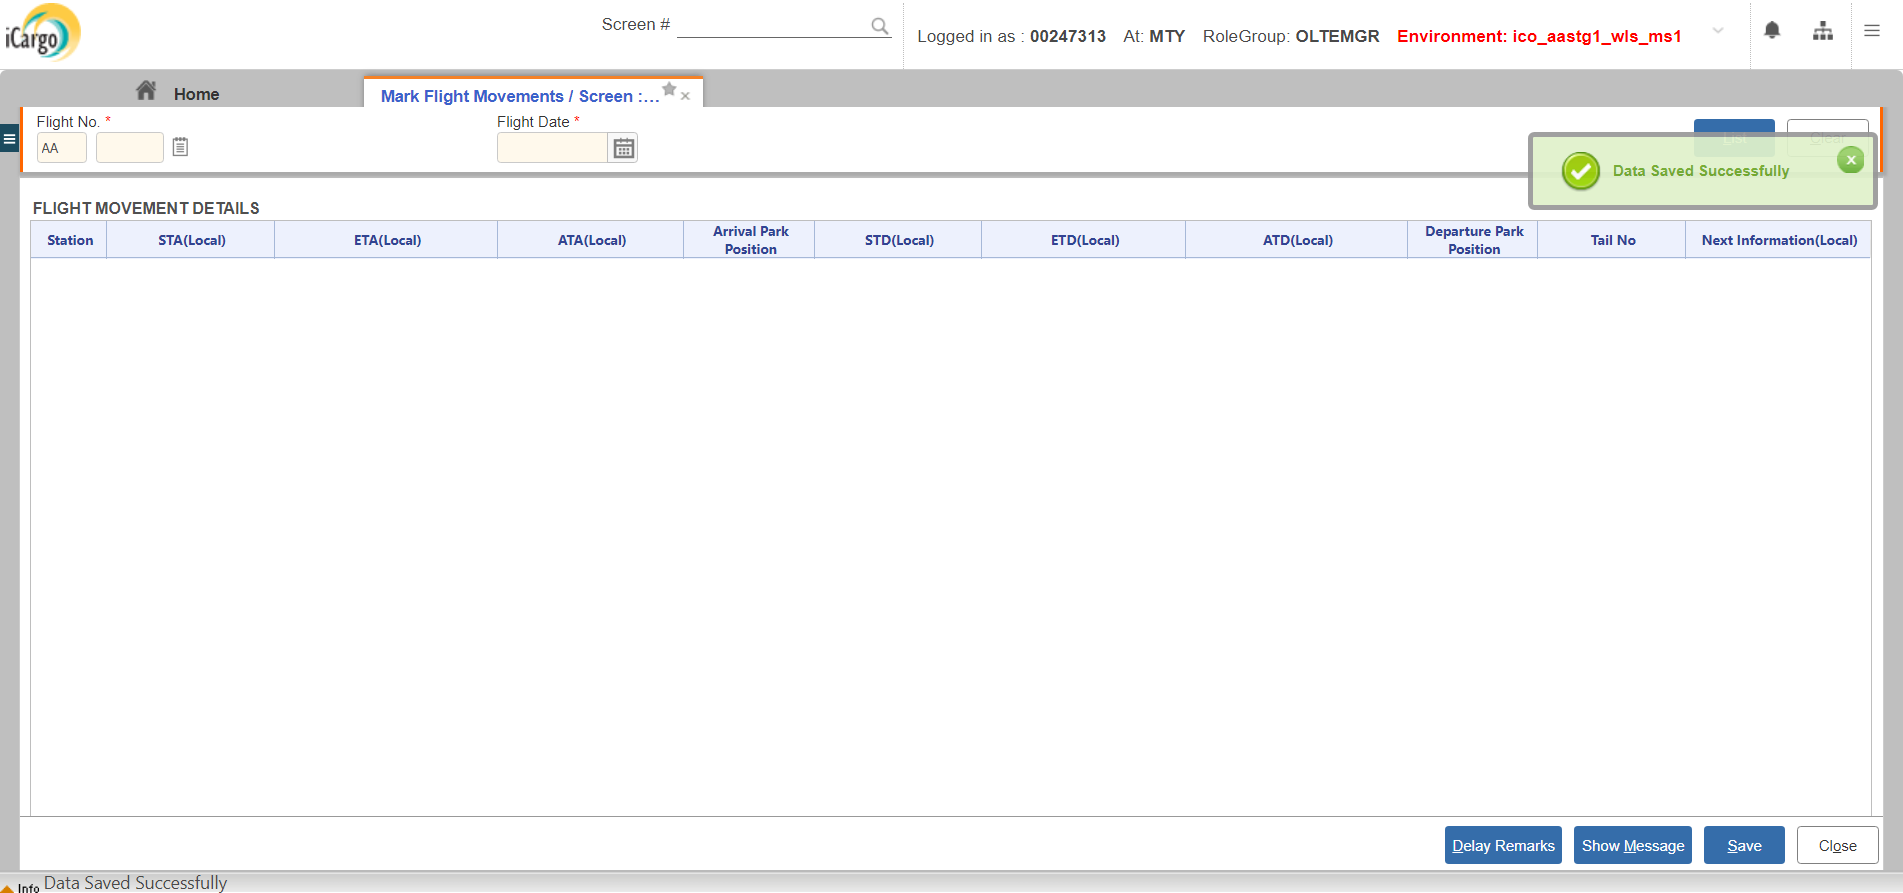 iCargo
Screen #
Logged in as : 00247313 At: MTY RoleGroup: OLTEMGR Environment: ico_aastg1_wls_ms1
Home
Mark Flight Movements / Screen :...
Flight No. *
Flight Date *
AA
List
Clear
Data Saved Successfully
FLIGHT MOVEMENT DETAILS
Station STA(Local) ETA(Local) ATA(Local) Arrival Park Position STD(Local) ETD(Local) ATD(Local) Departure Park Position Tail No Next Information(Local)
Delay Remarks Show Message Save Close
Info Data Saved Successfully